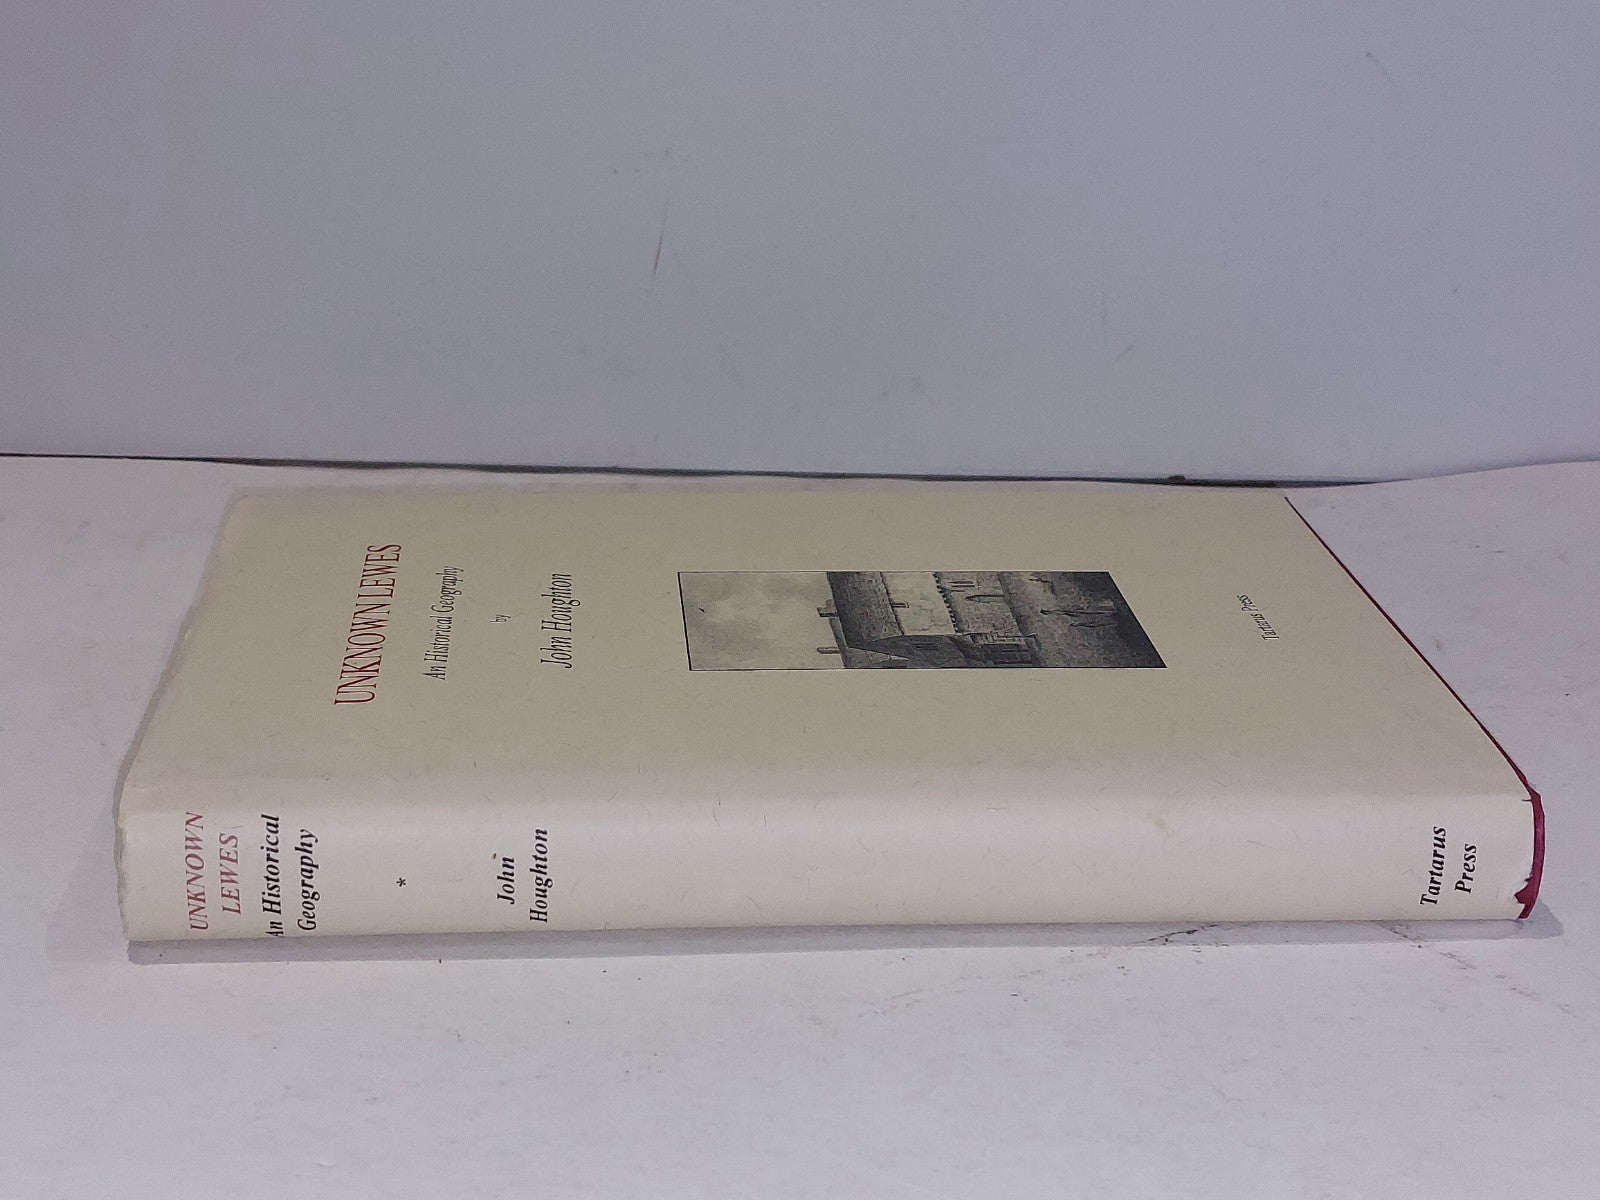 UNKNOWN LEWES
An Historical Geography
by
John Houghton
Tartarus Press
UNKNOWN
LEWES
An Historical
Geography
*
John
Houghton
Tartarus
Press